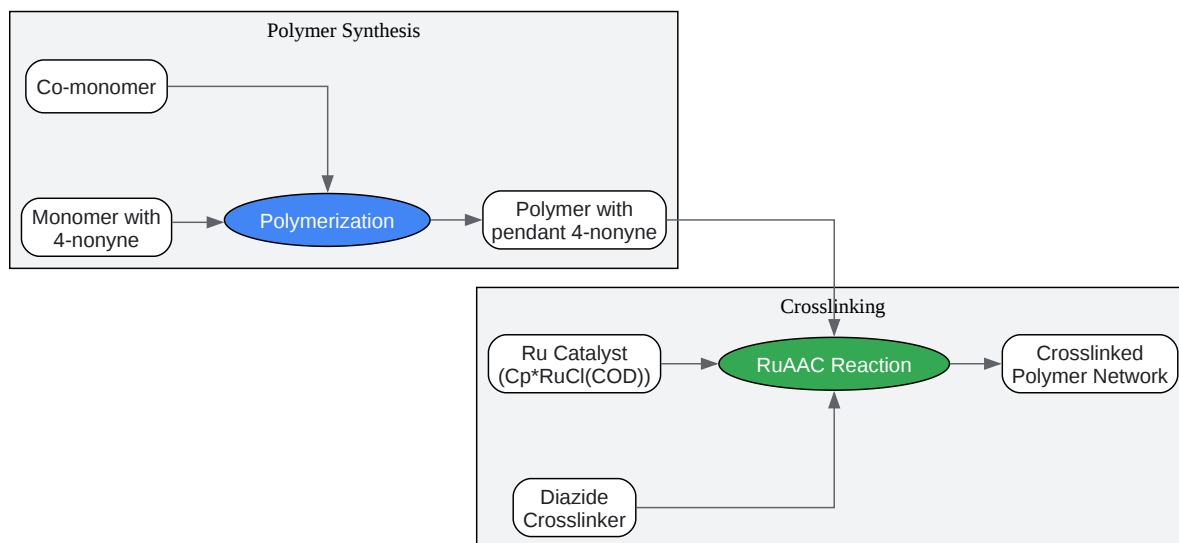 Polymer Synthesis
Co-monomer
Monomer with
4-nonyne
Polymerization
Polymer with
pendant 4-nonyne
Crosslinking
Ru Catalyst
(Cp*RuCl(COD))
RuAAC Reaction
Crosslinked
Polymer Network
Diazide
Crosslinker